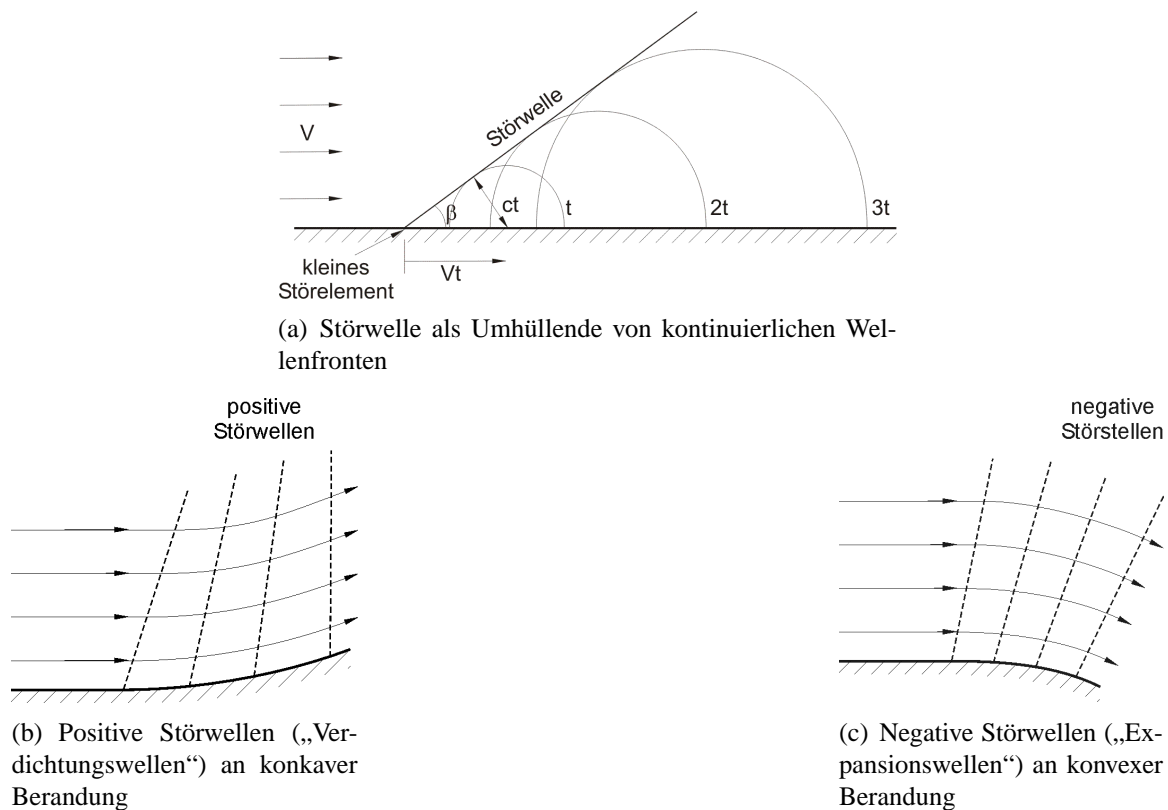 V
Störwelle
β
ct
t
2t
3t
kleines
Störelement
Vt
(a) Störwelle als Umhüllende von kontinuierlichen Wel-
lenfronten
positive
Störwellen
negative
Störstellen
(b) Positive Störwellen („Ver-
dichtungswellen“) an konkaver
Berandung
(c) Negative Störwellen („Ex-
pansionswellen“) an konvexer
Berandung